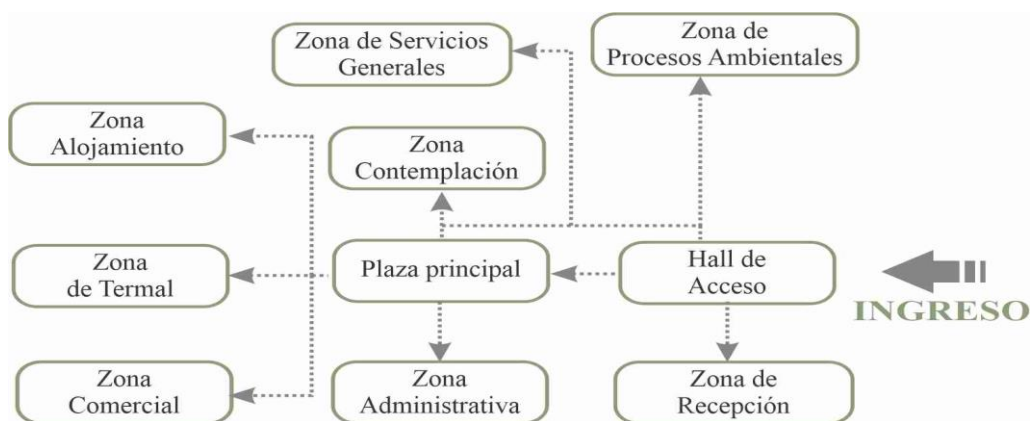 Zona de Servicios
Generales
Zona de
Procesos Ambientales
Zona
Alojamiento
Zona
Contemplación
Zona
de Termal
Plaza principal
Hall de
Acceso
INGRESO
Zona
Comercial
Zona
Administrativa
Zona de
Recepción